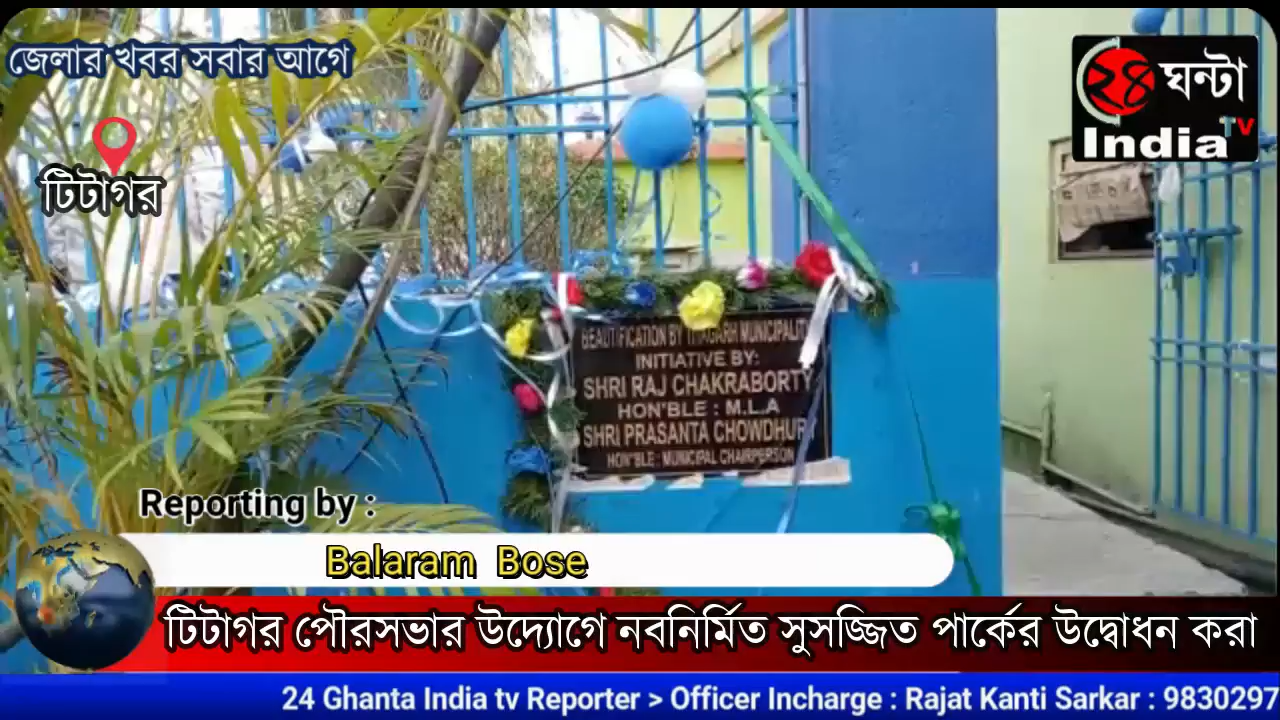 জেলার খবর সবার আগে
২৪ ঘন্টা
TV
India
টিটাগর
BEAUTIFICATION BY TITAGARH MUNICIPALITY
INITIATIVE BY:
SHRI RAJ CHAKRABORTY
HON'BLE : M.L.A
SHRI PRASANTA CHOWDHURY
HON'BLE: MUNICIPAL CHAIRPERSON
Reporting by :
Balaram Bose
টিটাগর পৌরসভার উদ্যোগে নবনির্মিত সুসজ্জিত পার্কের উদ্বোধন করা
24 Ghanta India tv Reporter > Officer Incharge : Rajat Kanti Sarkar : 9830297